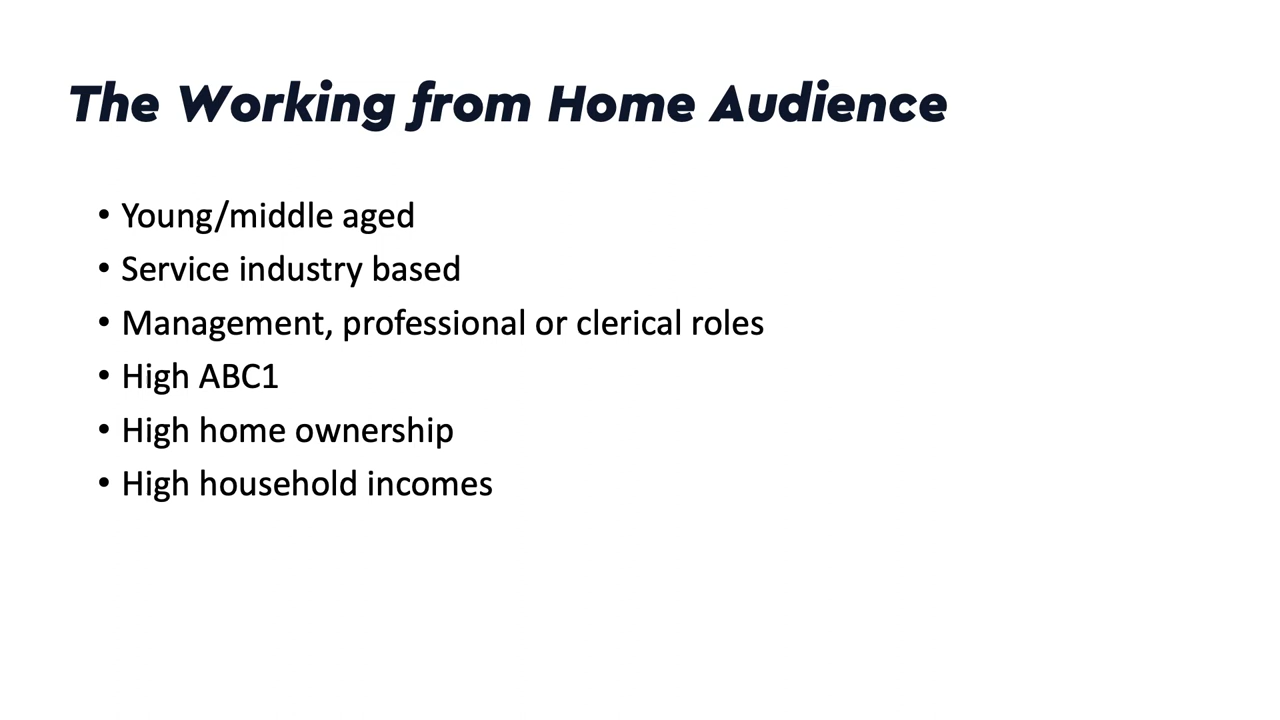 The Working from Home Audience
• Young/middle aged
• Service industry based
• Management, professional or clerical roles
• High ABC1
• High home ownership
• High household incomes